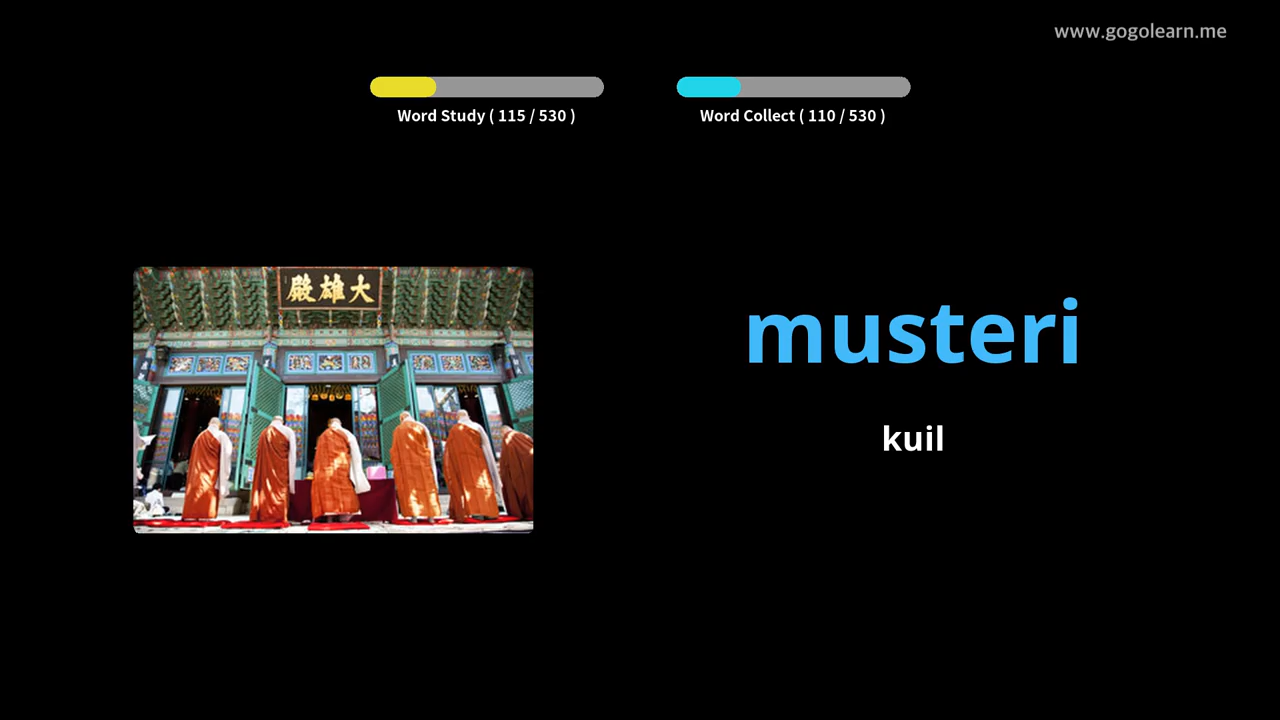 www.gogolearn.me
Word Study ( 115 / 530 )
Word Collect ( 110 / 530 )
殿雄大
musteri
kuil